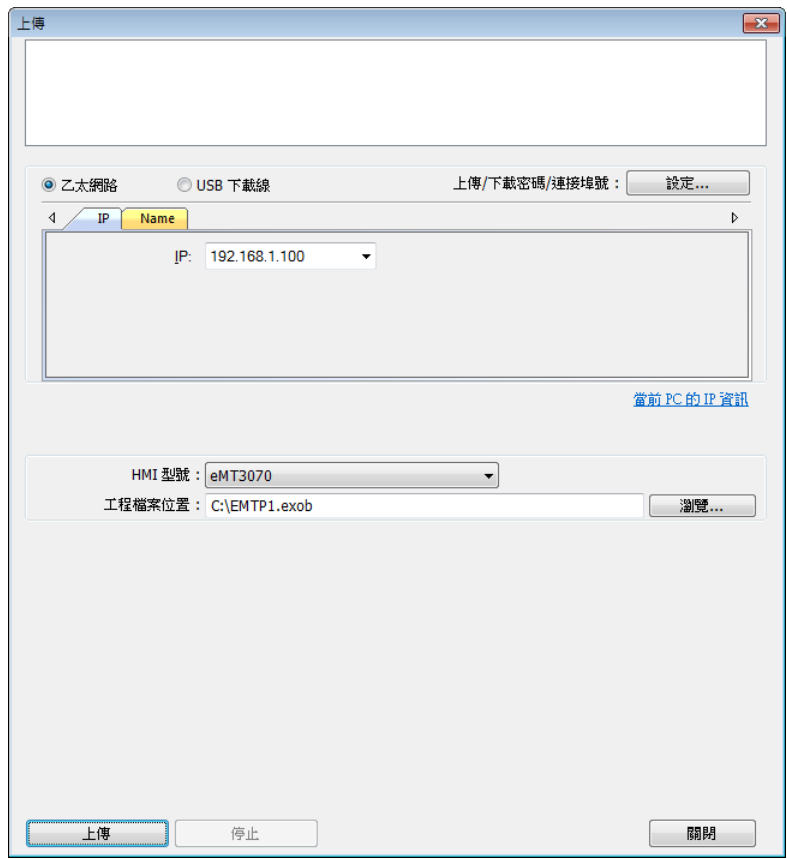 上傳
乙太網路 USB 下載線 上傳/下載密碼/連接埠號： 設定...
IP Name
IP: 192.168.1.100
當前 PC 的 IP 資訊
HMI 型號： eMT3070
工程檔案位置： C:\EMTP1.exob 瀏覽...
上傳 停止 關閉